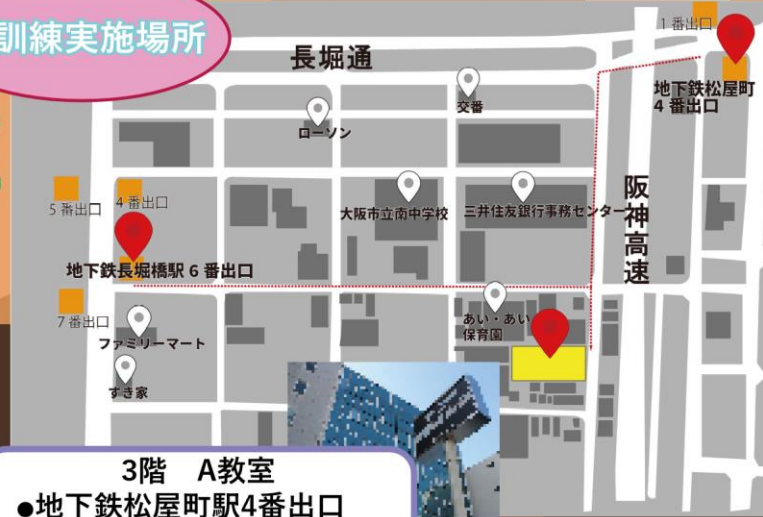 訓練実施場所
長堀通
1番出口
地下鉄松屋町
4番出口
交番
ローソン
5番出口
4番出口
大阪市立南中学校
三井住友銀行事務センター
阪神高速
地下鉄長堀橋駅6番出口
7番出口
ファミリーマート
あい・あい
保育園
すき家
3階 A教室
●地下鉄松屋町駅4番出口